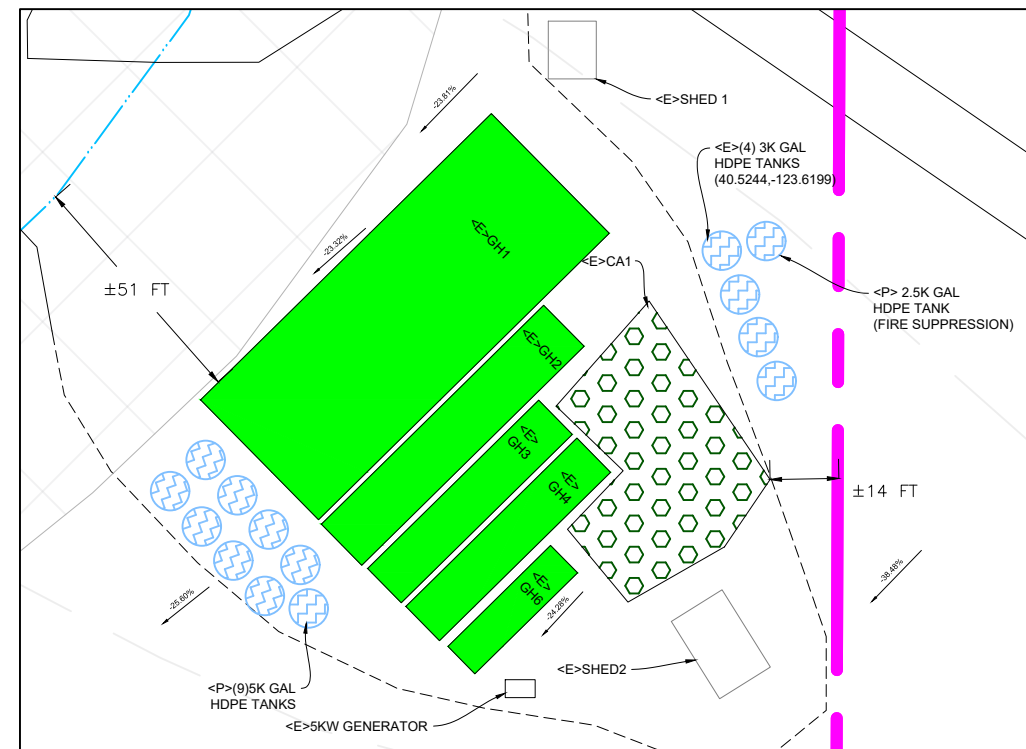 -23.81%
<E>SHED 1
<E>(4) 3K GAL
HDPE TANKS
(40.5244,-123.6199)
-23.32%
<E>GH1
<E>CA1
±51 FT
<P> 2.5K GAL
HDPE TANK
(FIRE SUPPRESSION)
<E>GH2
<E>
GH3
<E>
GH4
±14 FT
<E>
GH6
-38.48%
-25.60%
-24.28%
<E>SHED2
<P>(9)5K GAL
HDPE TANKS
<E>5KW GENERATOR